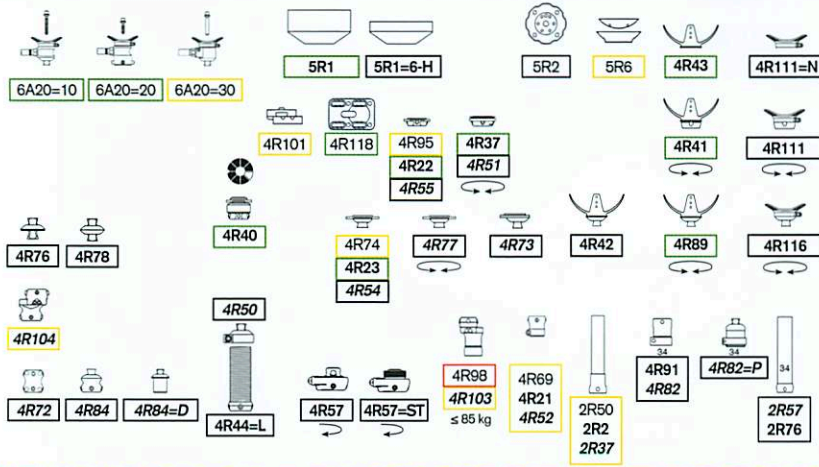 6A20=10 6A20=20 6A20=30 5R1 5R1=6-H 5R2 5R6 4R43 4R111=N
4R101 4R118 4R95 4R37 4R41 4R111
4R22 4R51
4R55
4R76 4R78 4R40 4R74 4R77 4R73 4R42 4R89 4R116
4R23
4R54
4R104 4R50
34 34 34
4R72 4R84 4R84=D 4R44=L 4R57 4R57=ST 4R98 4R69 2R50 4R91 4R82=P 2R57
4R103 4R21 2R2 4R82 2R76
≤ 85 kg 4R52 2R37